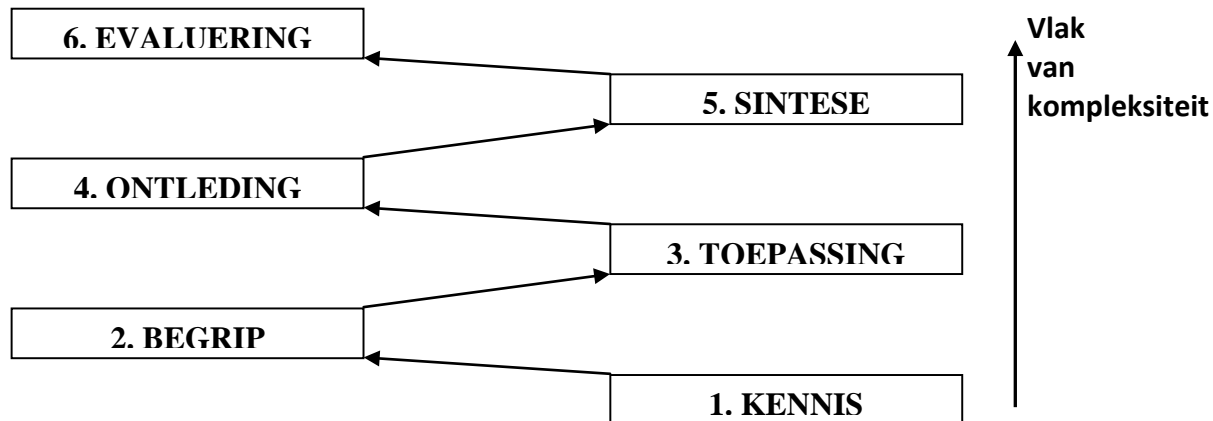 6. EVALUERING
Vlak
van
kompleksiteit
5. SINTESE
4. ONTLEDING
3. TOEPASSING
2. BEGRIP
1. KENNIS